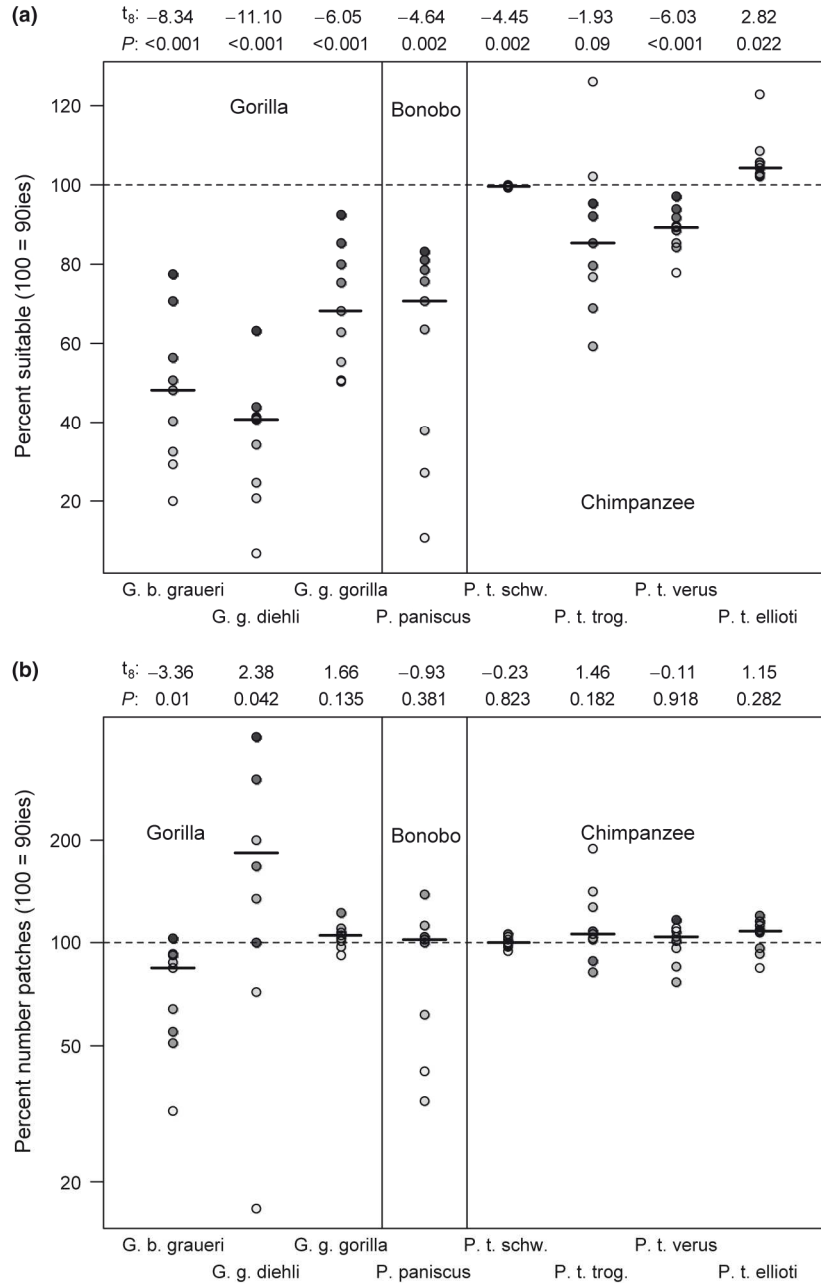 (a)
t8: −8.34 −11.10 −6.05 −4.64 −4.45 −1.93 −6.03 2.82
P: <0.001 <0.001 <0.001 0.002 0.002 0.09 <0.001 0.022
Percent suitable (100 = 90ies)
120
100
80
60
40
20
Gorilla
Bonobo
Chimpanzee
G. b. graueri G. g. gorilla P. t. schw. P. t. verus
G. g. diehli P. paniscus P. t. trog. P. t. ellioti
(b)
t8: −3.36 2.38 1.66 −0.93 −0.23 1.46 −0.11 1.15
P: 0.01 0.042 0.135 0.381 0.823 0.182 0.918 0.282
Percent number patches (100 = 90ies)
200
100
50
20
Gorilla
Bonobo
Chimpanzee
G. b. graueri G. g. gorilla P. t. schw. P. t. verus
G. g. diehli P. paniscus P. t. trog. P. t. ellioti